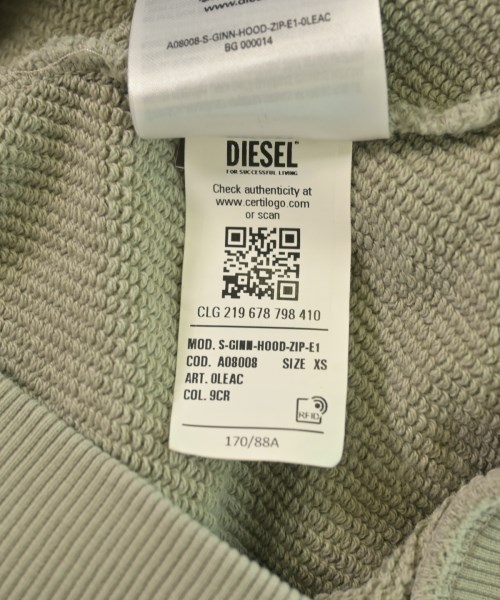 A08008-S-GINN-HOOD-ZIP-E1-0LEAC
BG 000014
DIESEL
FOR SUCCESSFUL LIVING
Check authenticity at
www.certilogo.com
or scan
CLG 219 678 798 410
MOD. S-GINN-HOOD-ZIP-E1
COD. A08008 SIZE XS
ART. 0LEAC
COL. 9CR
RFID
170/88A